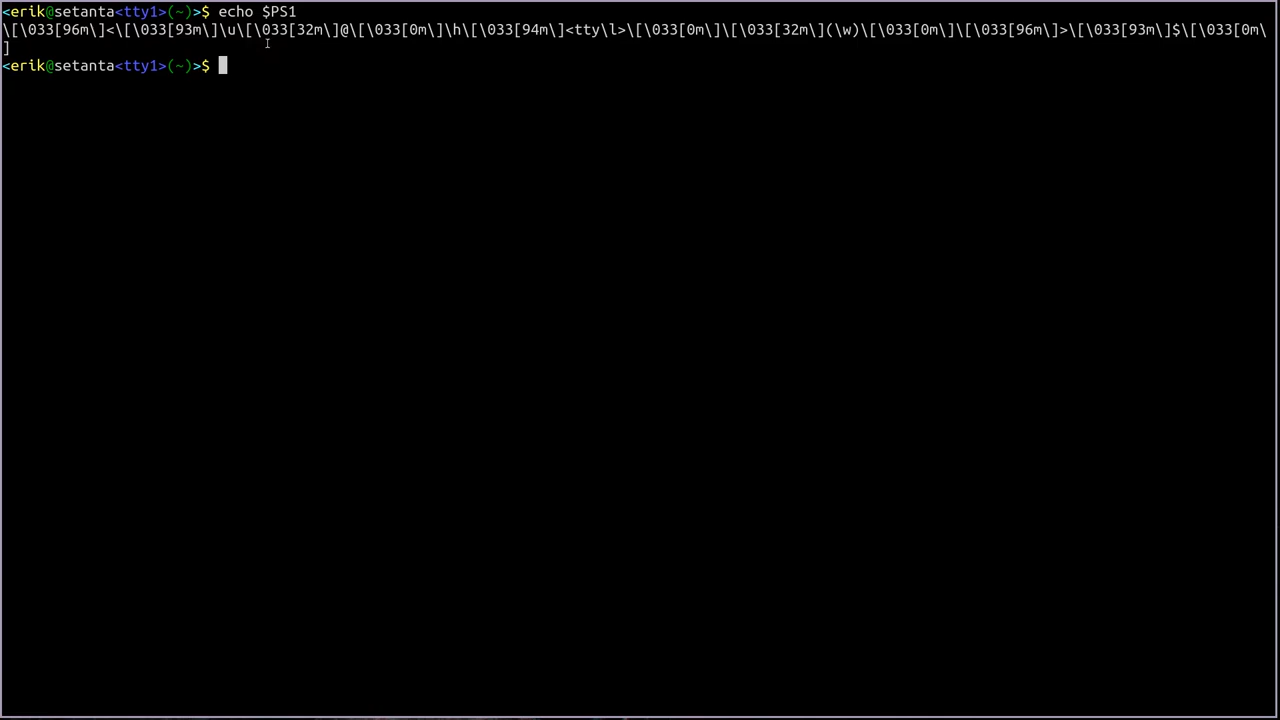 <erik@setanta<tty1>(~)>$ echo $PS1
\[\033[96m\]<\[\033[93m\]\u\[\033[32m\]@\[\033[0m\]\h\[\033[94m\]<tty\l>\[\033[0m\]\[\033[32m\](\w)\[\033[0m\]\[\033[96m\]>\[\033[93m\]$\[\033[0m\
]
<erik@setanta<tty1>(~)>$